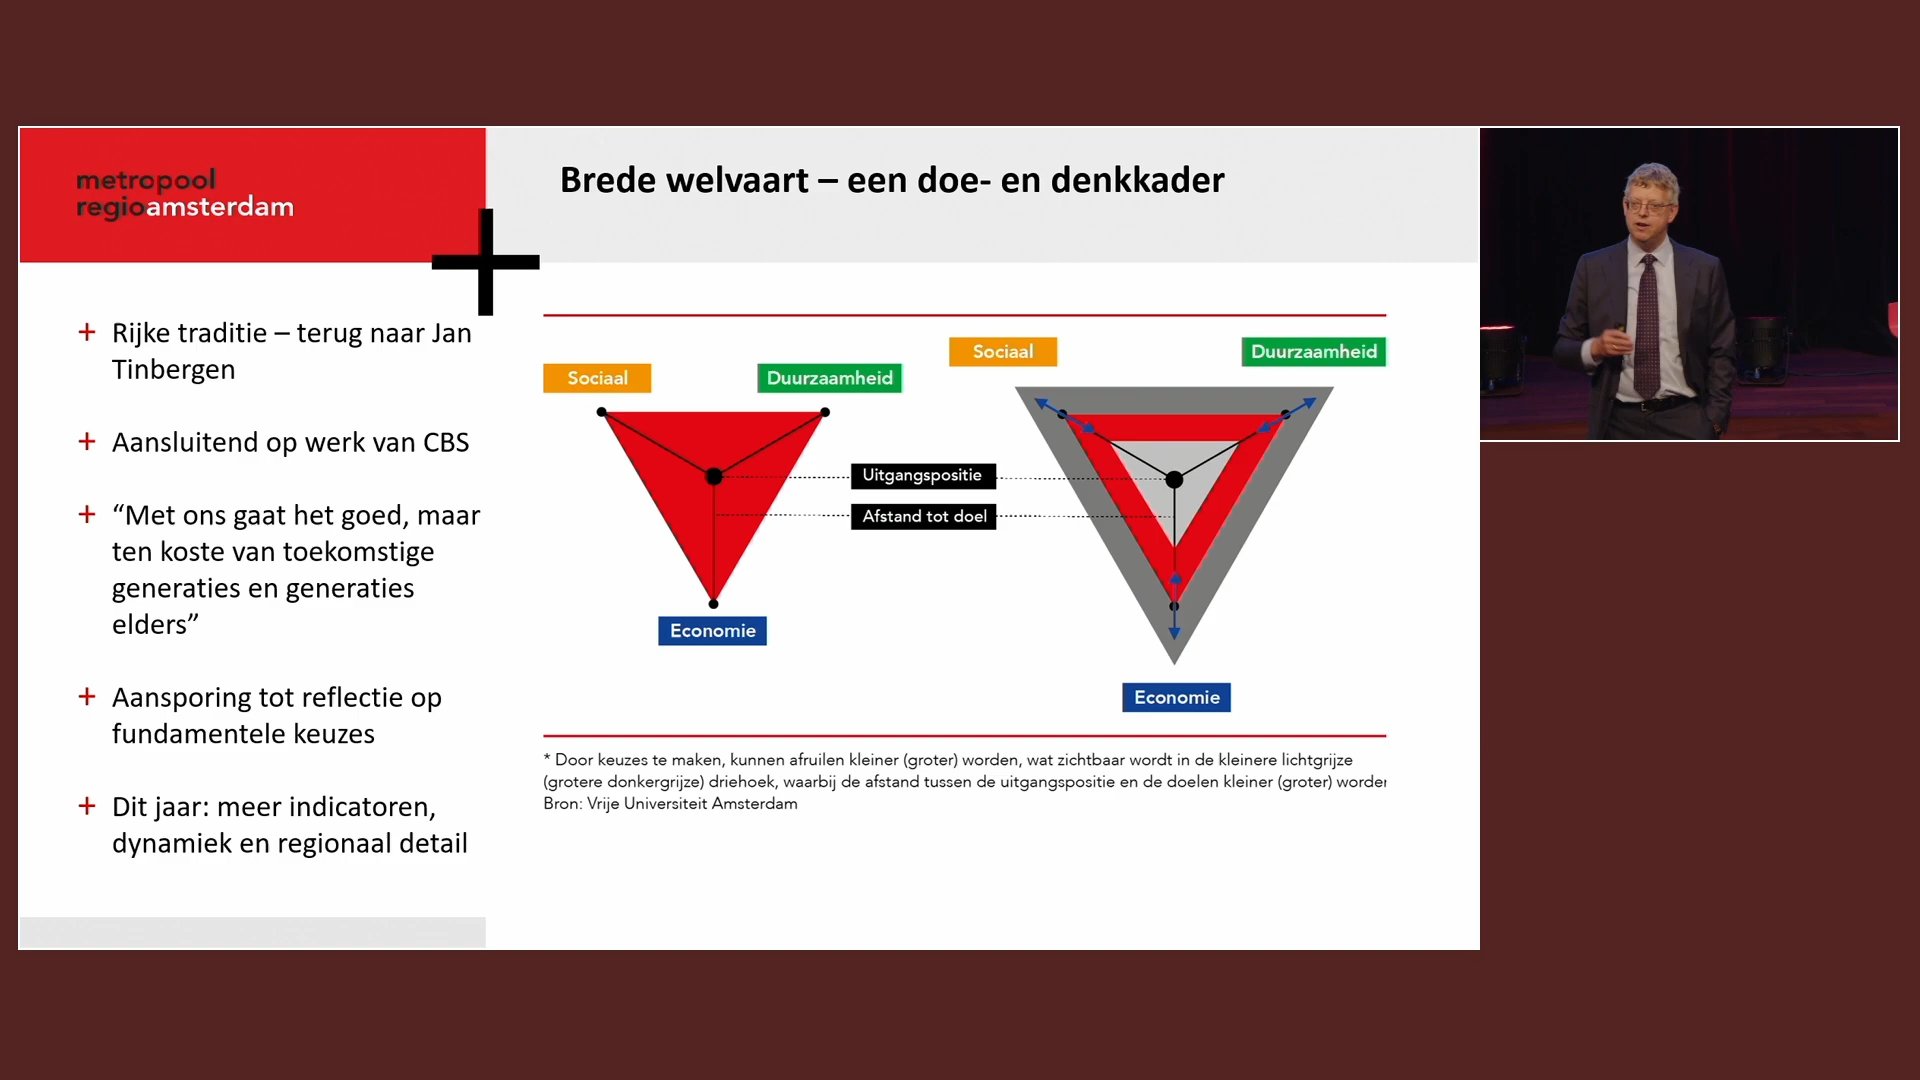 metropool
regioamsterdam
Brede welvaart – een doe- en denkkader
+ Rijke traditie – terug naar Jan
Tinbergen
+ Aansluitend op werk van CBS
+ “Met ons gaat het goed, maar
ten koste van toekomstige
generaties en generaties
elders”
+ Aansporing tot reflectie op
fundamentele keuzes
+ Dit jaar: meer indicatoren,
dynamiek en regionaal detail
Sociaal
Duurzaamheid
Economie
Uitgangspositie
Afstand tot doel
Sociaal
Duurzaamheid
Economie
* Door keuzes te maken, kunnen afruilen kleiner (groter) worden, wat zichtbaar wordt in de kleinere lichtgrijze
(grotere donkergrijze) driehoek, waarbij de afstand tussen de uitgangspositie en de doelen kleiner (groter) worder
Bron: Vrije Universiteit Amsterdam